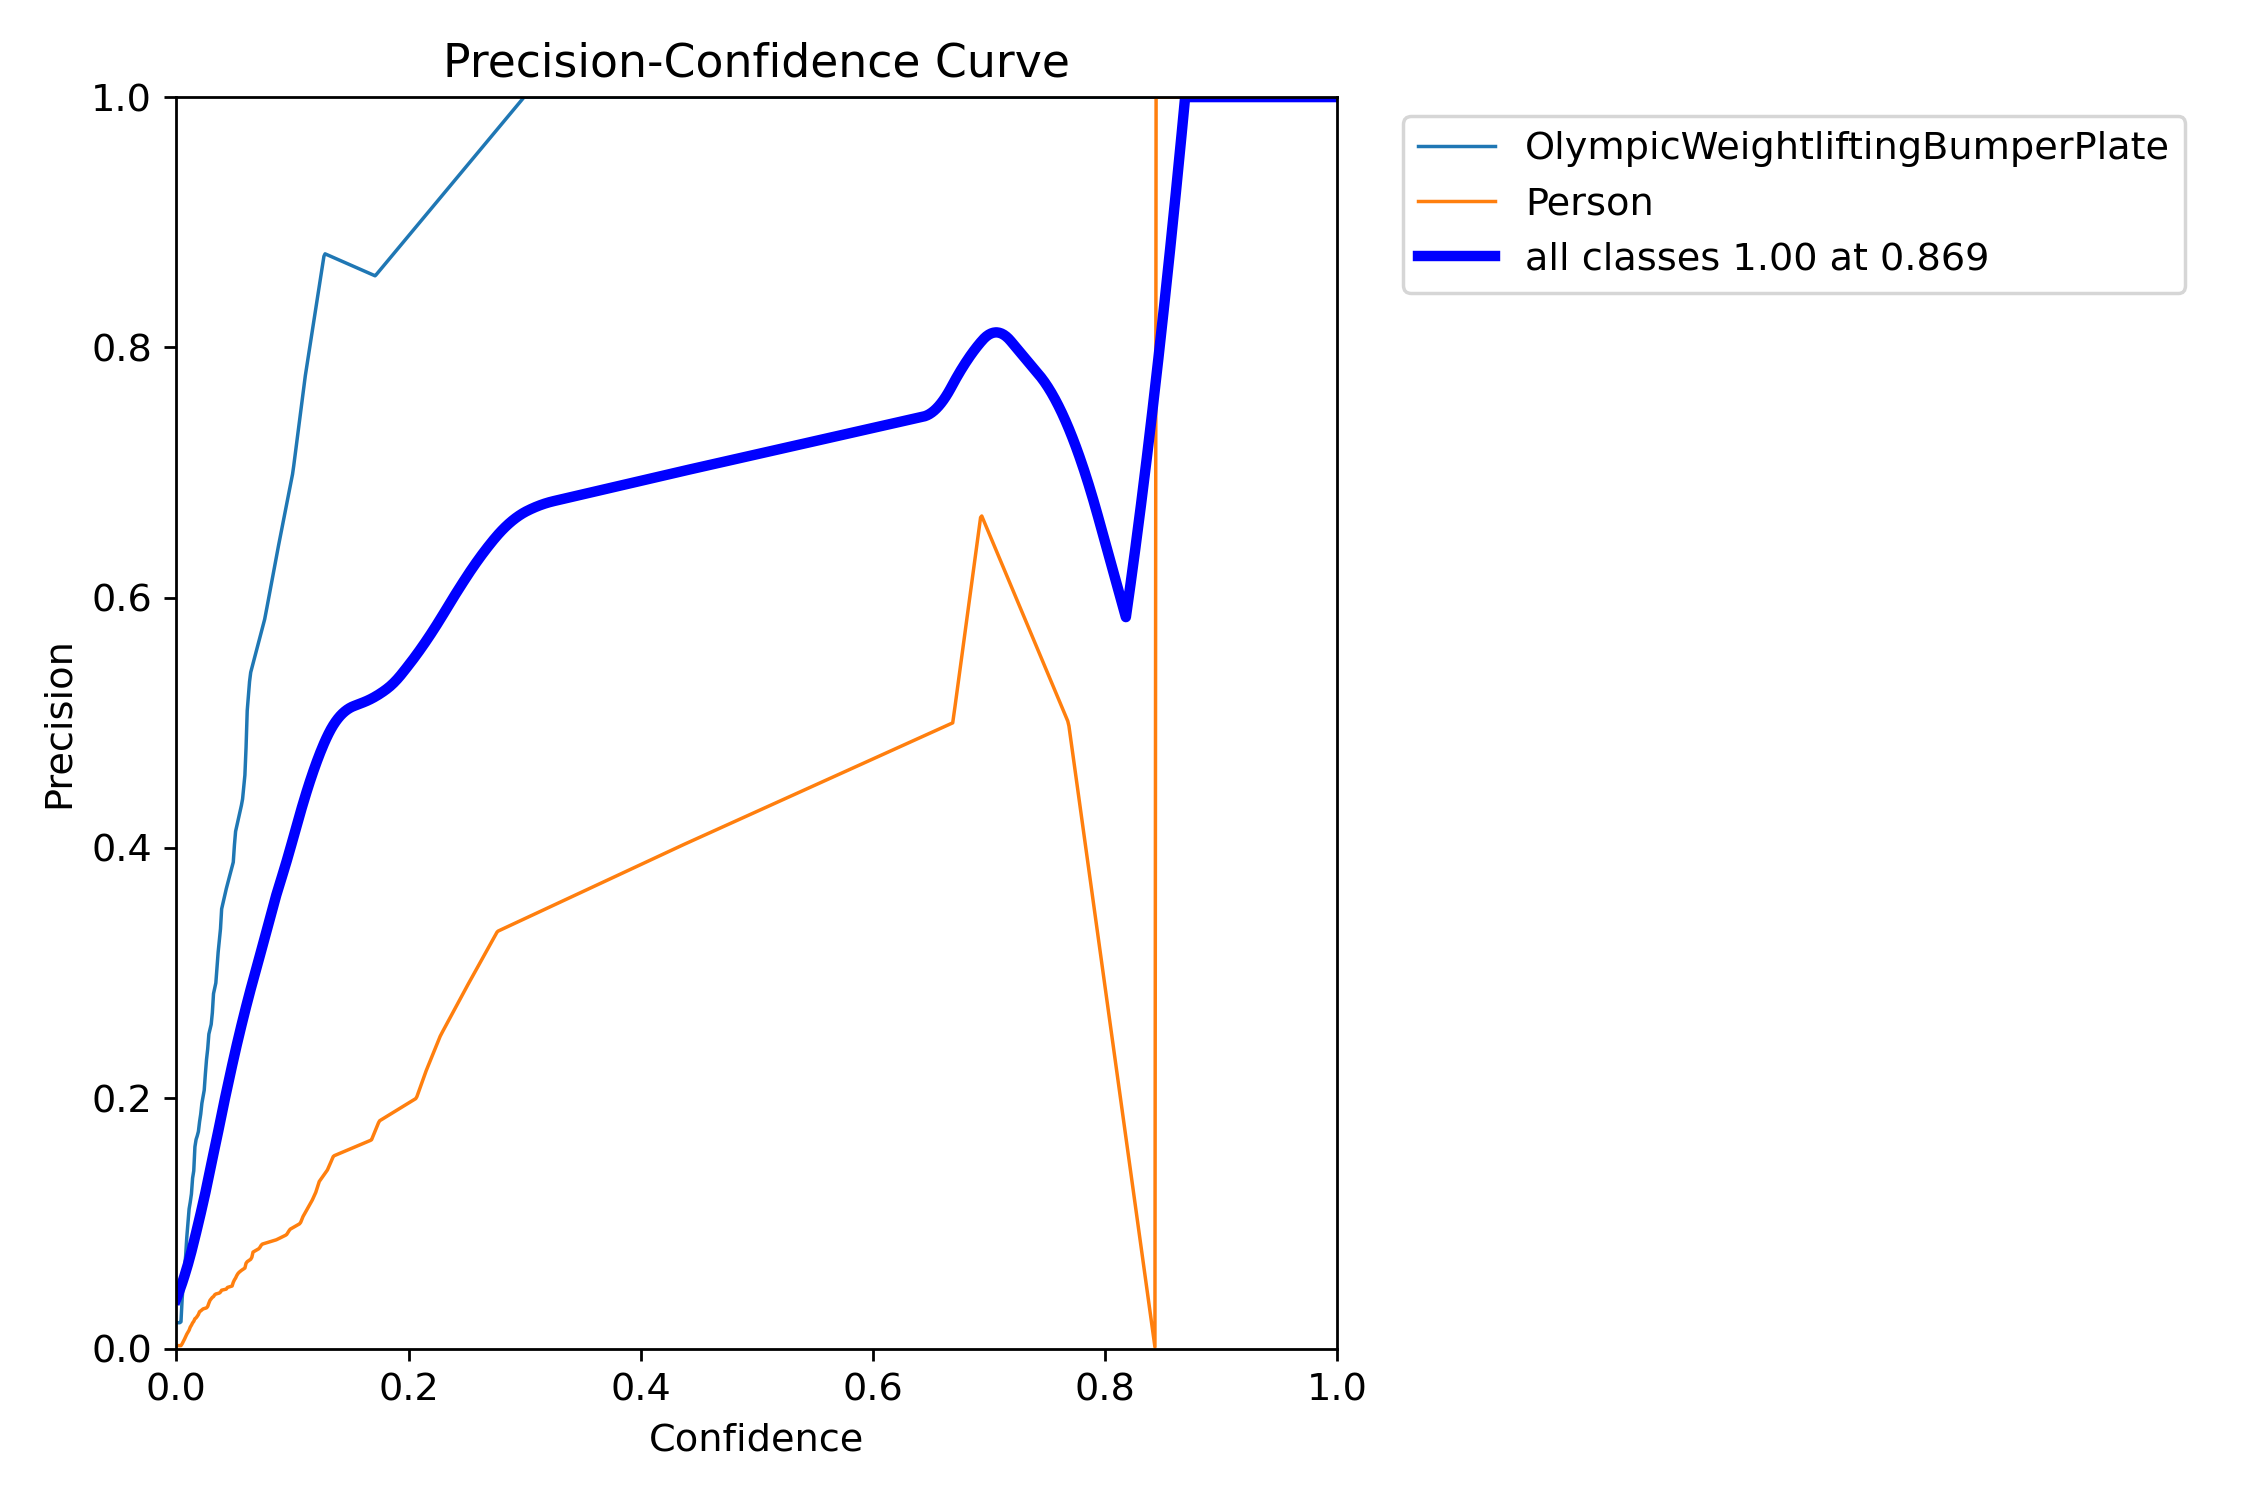 Precision-Confidence Curve
1.0
0.8
0.6
0.4
0.2
0.0
Precision
0.0 0.2 0.4 0.6 0.8 1.0
Confidence
OlympicWeightliftingBumperPlate
Person
all classes 1.00 at 0.869